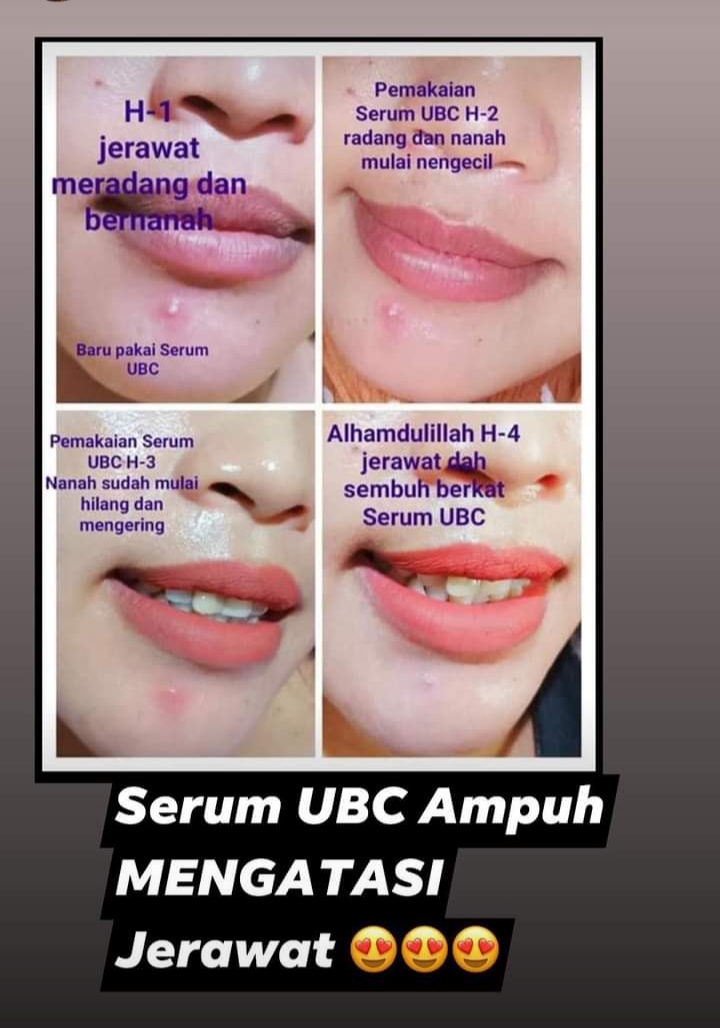 H-1
jerawat
meradang dan
bernanah
Baru pakai Serum
UBC
Pemakaian
Serum UBC H-2
radang dan nanah
mulai nengecil
Pemakaian Serum
UBC H-3
Nanah sudah mulai
hilang dan
mengering
Alhamdulillah H-4
jerawat dah
sembuh berkat
Serum UBC
Serum UBC Ampuh
MENGATASI
Jerawat 😍😍😍